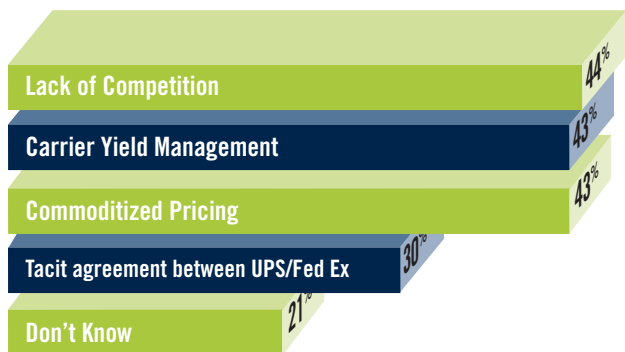 Lack of Competition 44%
Carrier Yield Management 43%
Commoditized Pricing 43%
Tacit agreement between UPS/Fed Ex 30%
Don't Know 21%